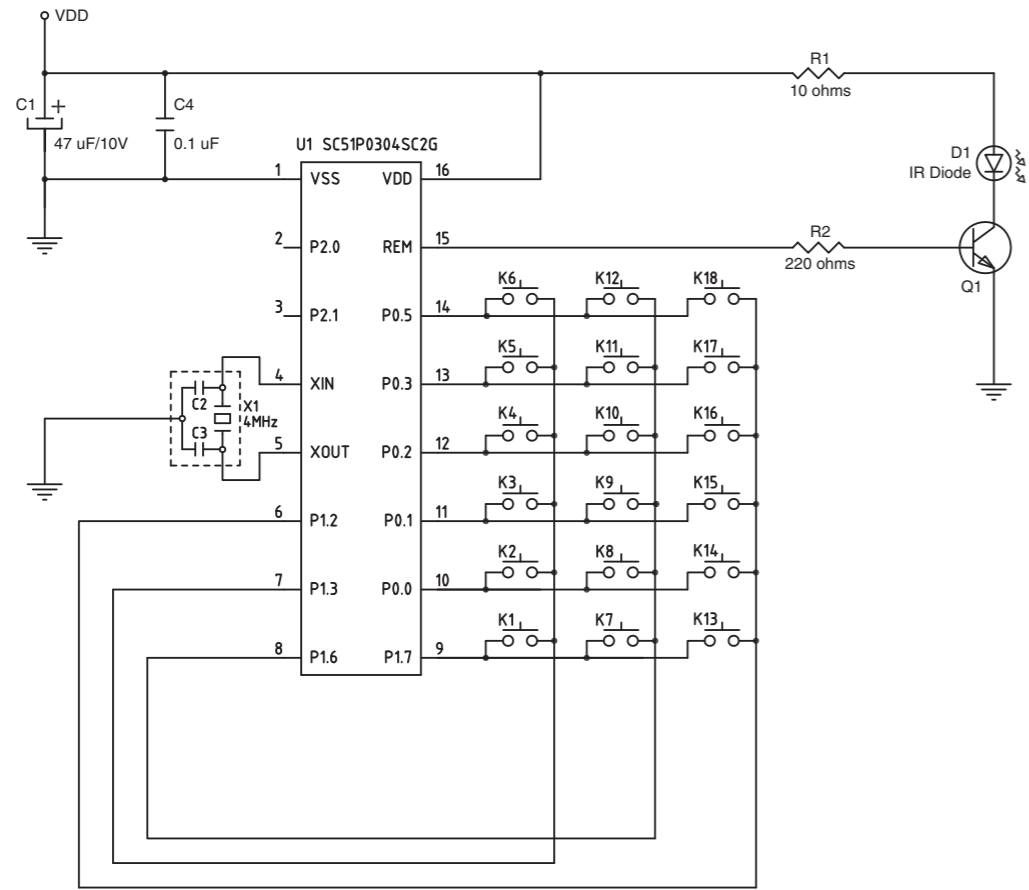 VDD
R1
10 ohms
C1
+
47 uF/10V
C4
0.1 uF
U1 SC51P0304SC2G
D1
IR Diode
1 VSS VDD 16
2 P2.0 REM 15
R2
220 ohms
Q1
3 P2.1 P0.5 14
K6 K12 K18
4 XIN P0.3 13
K5 K11 K17
C2
X1
4MHz
C3
5 XOUT P0.2 12
K4 K10 K16
6 P1.2 P0.1 11
K3 K9 K15
7 P1.3 P0.0 10
K2 K8 K14
8 P1.6 P1.7 9
K1 K7 K13